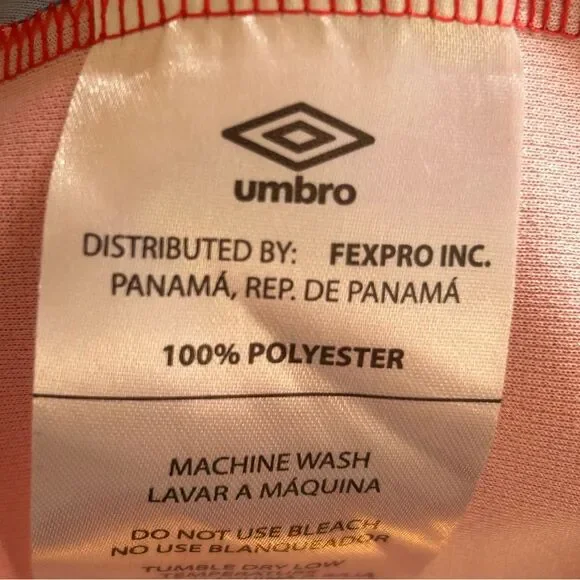 umbro
DISTRIBUTED BY: FEXPRO INC.
PANAMÁ, REP. DE PANAMÁ
100% POLYESTER
MACHINE WASH
LAVAR A MÁQUINA
DO NOT USE BLEACH
NO USE BLANQUEADOR
TUMBLE DRY LOW
TEMPERATURE